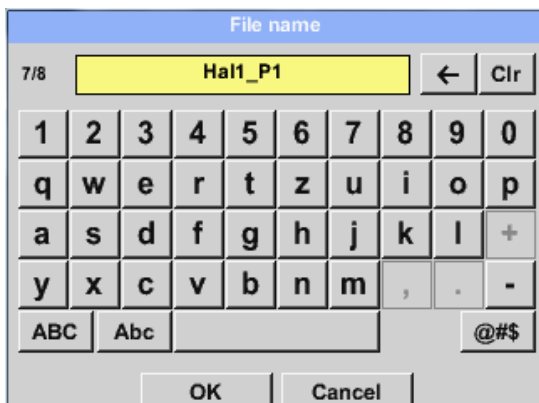 File name
7/8 Hal1_P1 ← Clr
1 2 3 4 5 6 7 8 9 0
q w e r t z u i o p
a s d f g h j k l +
y x c v b n m , . -
ABC Abc @#$
OK Cancel